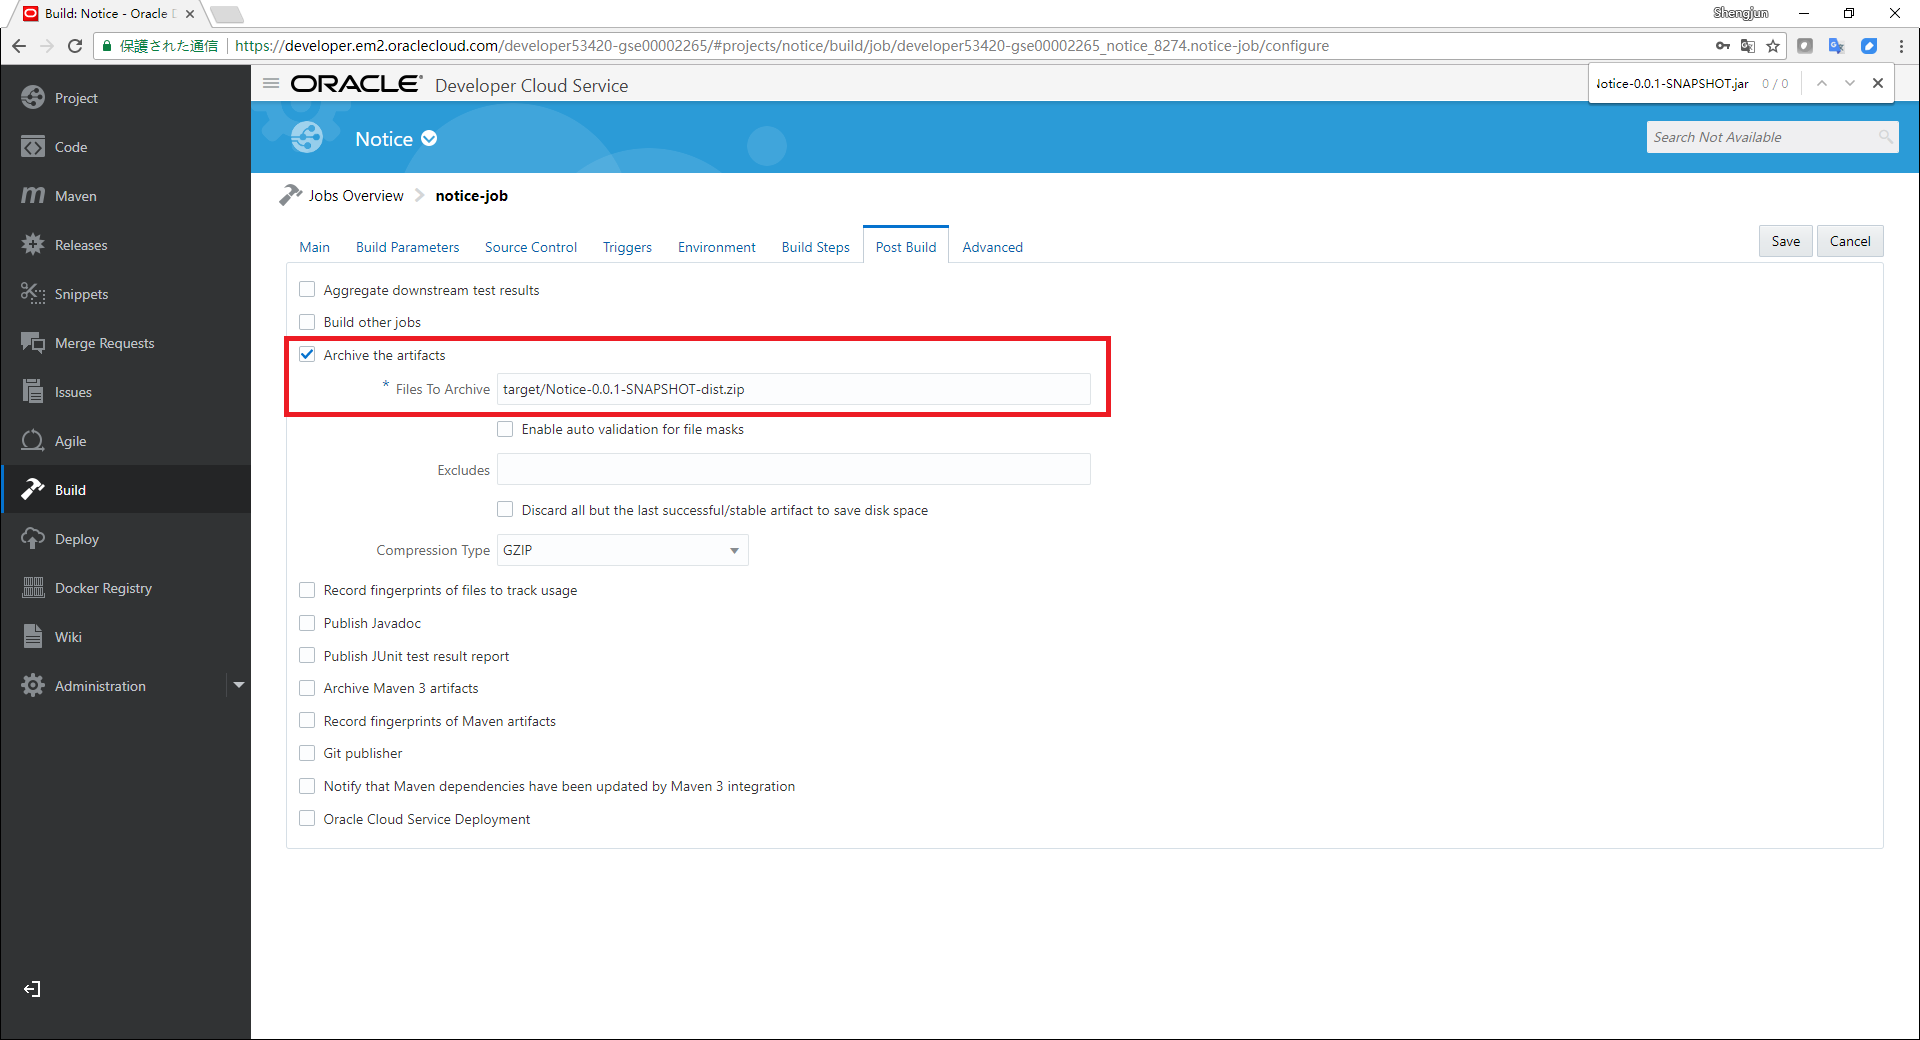 Build: Notice - Oracle
Shengjun
保護された通信
https://developer.em2.oraclecloud.com/developer53420-gse00002265/#projects/notice/build/job/developer53420-gse00002265_notice_8274.notice-job/configure
Project
Code
Maven
Releases
Snippets
Merge Requests
Issues
Agile
Build
Deploy
Docker Registry
Wiki
Administration
ORACLE Developer Cloud Service
otice-0.0.1-SNAPSHOT.jar 0 / 0
Notice
Search Not Available
Jobs Overview notice-job
Main Build Parameters Source Control Triggers Environment Build Steps Post Build Advanced
Save Cancel
Aggregate downstream test results
Build other jobs
Archive the artifacts
* Files To Archive target/Notice-0.0.1-SNAPSHOT-dist.zip
Enable auto validation for file masks
Excludes
Discard all but the last successful/stable artifact to save disk space
Compression Type GZIP
Record fingerprints of files to track usage
Publish Javadoc
Publish JUnit test result report
Archive Maven 3 artifacts
Record fingerprints of Maven artifacts
Git publisher
Notify that Maven dependencies have been updated by Maven 3 integration
Oracle Cloud Service Deployment